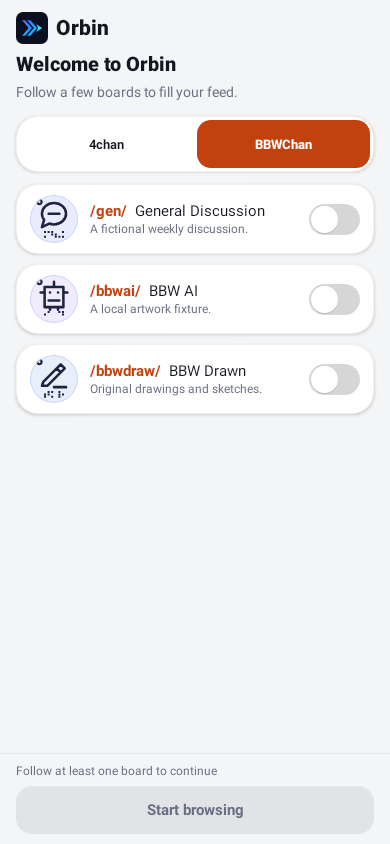 Orbin
Welcome to Orbin
Follow a few boards to fill your feed.
4chan
BBWChan
/gen/ General Discussion
A fictional weekly discussion.
/bbwai/ BBW AI
A local artwork fixture.
/bbwdraw/ BBW Drawn
Original drawings and sketches.
Follow at least one board to continue
Start browsing